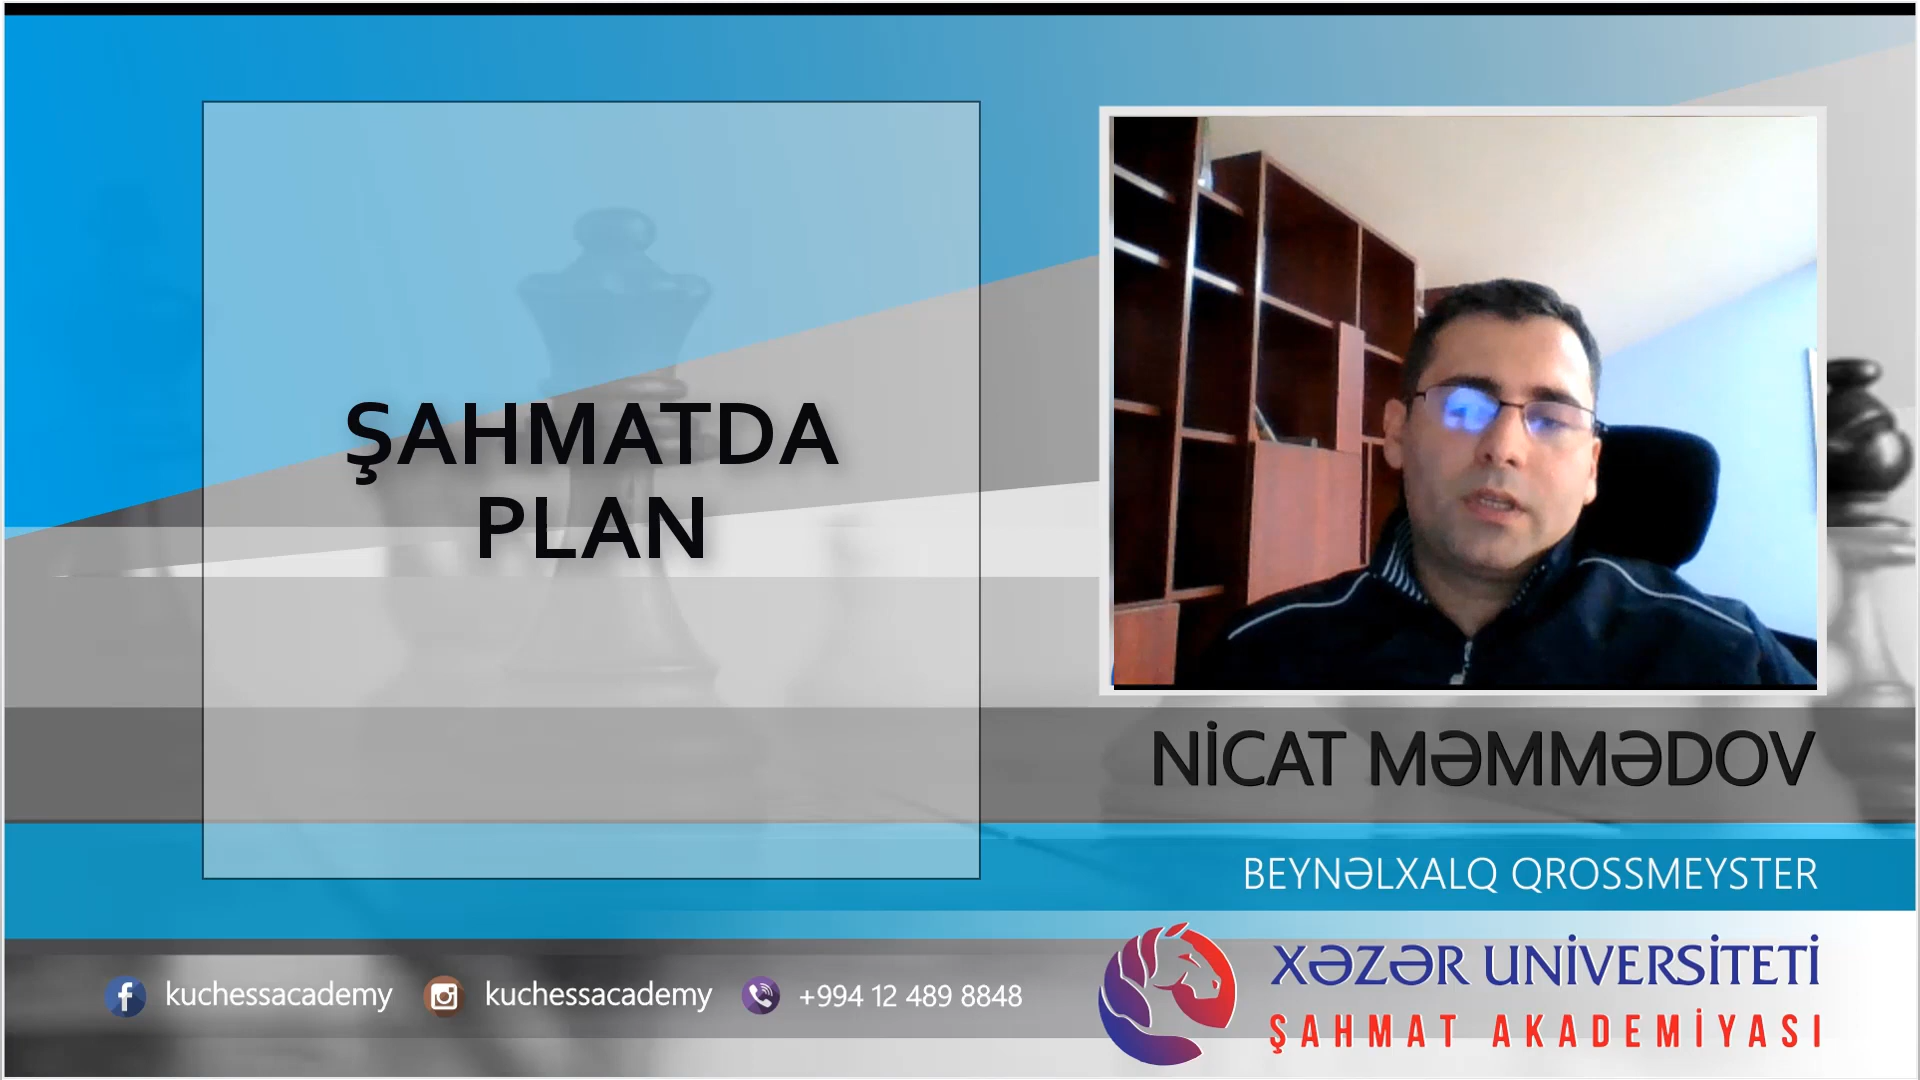 ŞAHMATDA
PLAN
NİCAT MƏMMƏDOV
BEYNƏLXALQ QROSSMEYSTER
XƏZƏR UNİVERSİTETİ
ŞAHMAT AKADEMİYASI
kuchessacademy
kuchessacademy
+994 12 489 8848